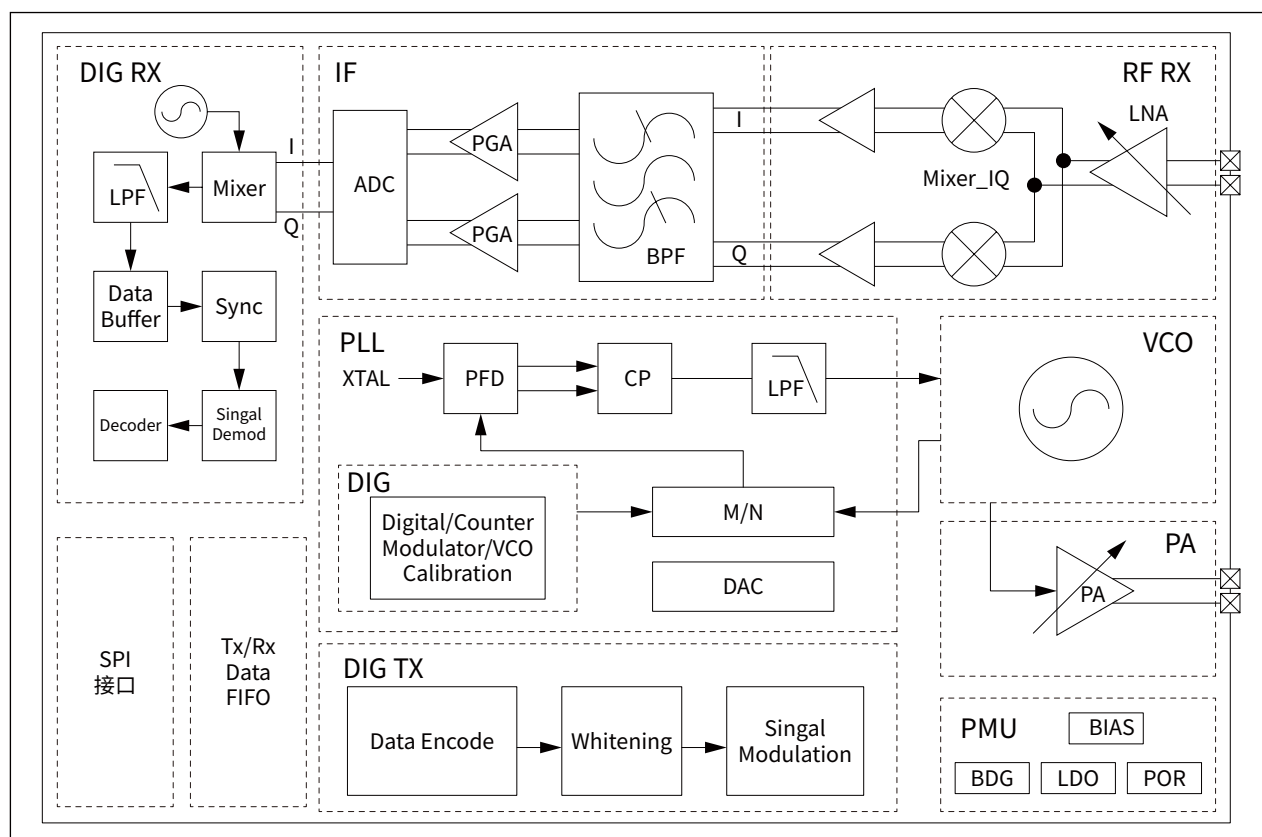 DIG RX
I
Mixer
LPF
Q
Data
Buffer
Sync
Singal
Demod
Decoder
IF
ADC
PGA
PGA
I
BPF
Q
RF RX
LNA
Mixer_IQ
PLL
XTAL
PFD
CP
LPF
DIG
Digital/Counter
Modulator/VCO
Calibration
M/N
DAC
VCO
PA
PA
SPI
接口
Tx/Rx
Data
FIFO
DIG TX
Data Encode
Whitening
Singal
Modulation
PMU
BIAS
BDG
LDO
POR